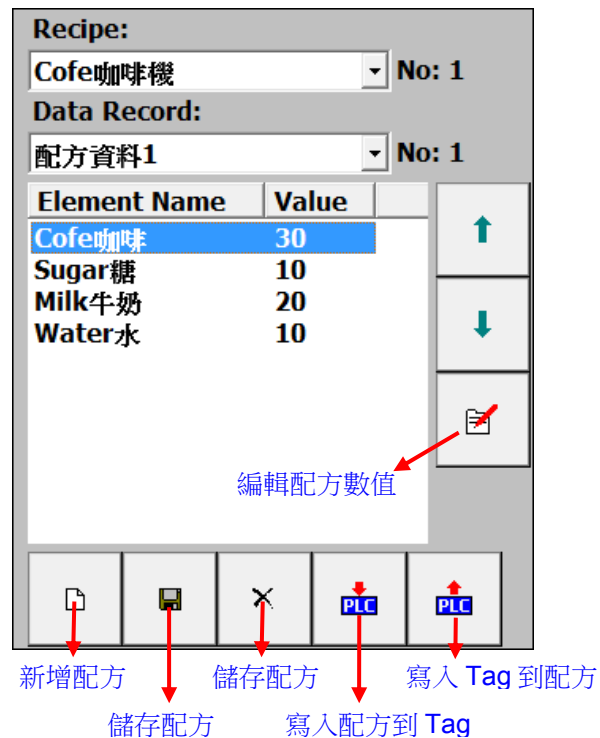 Recipe:
Cofe咖啡機 No: 1
Data Record:
配方資料1 No: 1
Element Name Value
Cofe咖啡 30
Sugar糖 10
Milk牛奶 20
Water水 10
編輯配方數值
PLC PLC
新增配方 儲存配方 寫入 Tag 到配方
儲存配方 寫入配方到 Tag